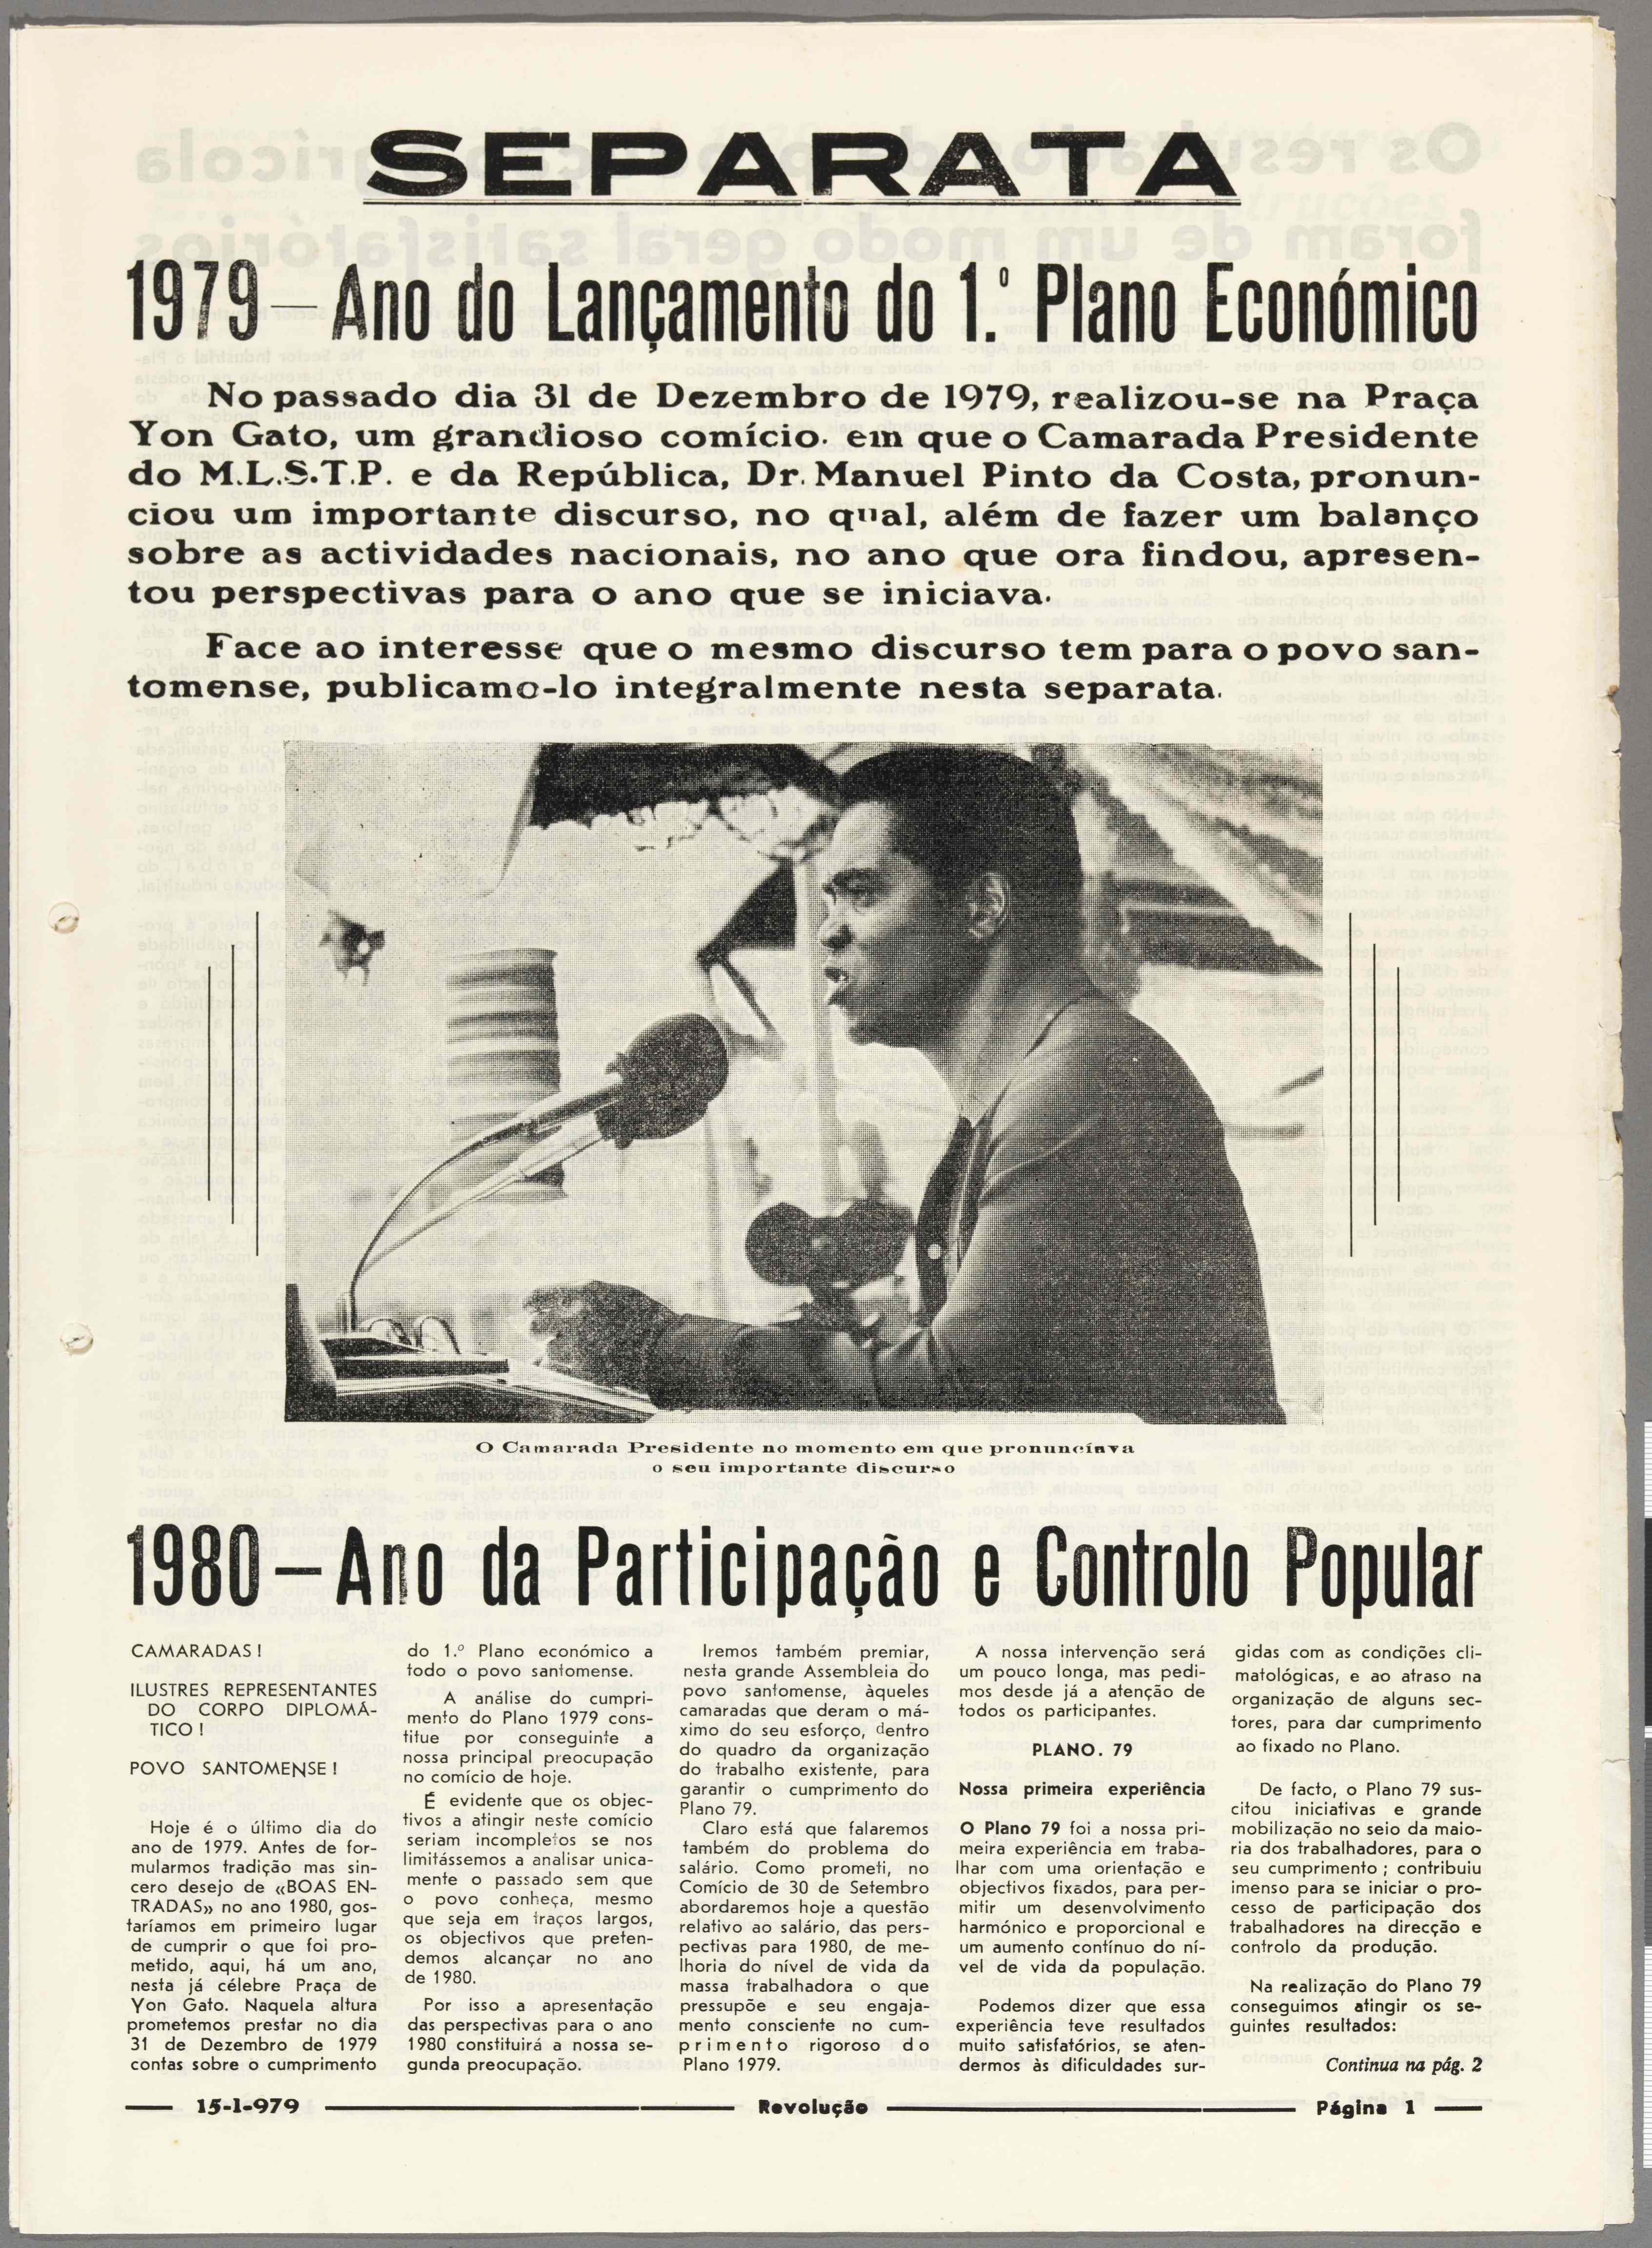 SEPARATA
1979 — Ano do Lançamento do 1.º Plano Económico
No passado dia 31 de Dezembro de 1979, realizou-se na Praça
Yon Gato, um grandioso comício. em que o Camarada Presidente
do M.L.S.T.P. e da República, Dr. Manuel Pinto da Costa, pronun-
ciou um importante discurso, no qual, além de fazer um balanço
sobre as actividades nacionais, no ano que ora findou, apresen-
tou perspectivas para o ano que se iniciava.
Face ao interesse que o mesmo discurso tem para o povo san-
tomense, publicamo-lo integralmente nesta separata.
O Camarada Presidente no momento em que pronunciava
o seu importante discurso
1980 — Ano da Participação e Controlo Popular
CAMARADAS !
ILUSTRES REPRESENTANTES
DO CORPO DIPLOMÁ-
TICO !
POVO SANTOMENSE !
Hoje é o último dia do
ano de 1979. Antes de for-
mularmos tradição mas sin-
cero desejo de «BOAS EN-
TRADAS» no ano 1980, gos-
taríamos em primeiro lugar
de cumprir o que foi pro-
metido, aqui, há um ano,
nesta já célebre Praça de
Yon Gato. Naquela altura
prometemos prestar no dia
31 de Dezembro de 1979
contas sobre o cumprimento
do 1.º Plano económico a
todo o povo santomense.
A análise do cumpri-
mento do Plano 1979 cons-
titue por conseguinte a
nossa principal preocupação
no comício de hoje.
É evidente que os objec-
tivos a atingir neste comício
seriam incompletos se nos
limitássemos a analisar unica-
mente o passado sem que
o povo conheça, mesmo
que seja em traços largos,
os objectivos que preten-
demos alcançar no ano
de 1980.
Por isso a apresentação
das perspectivas para o ano
1980 constituirá a nossa se-
gunda preocupação.
Iremos também premiar,
nesta grande Assembleia do
povo santomense, àqueles
camaradas que deram o má-
ximo do seu esforço, dentro
do quadro da organização
do trabalho existente, para
garantir o cumprimento do
Plano 79.
Claro está que falaremos
também do problema do
salário. Como prometi, no
Comício de 30 de Setembro
abordaremos hoje a questão
relativo ao salário, das pers-
pectivas para 1980, de me-
lhoria do nível de vida da
massa trabalhadora o que
pressupõe e seu engaja-
mento consciente no cum-
primento rigoroso do
Plano 1979.
A nossa intervenção será
um pouco longa, mas pedi-
mos desde já a atenção de
todos os participantes.
PLANO. 79
Nossa primeira experiência
O Plano 79 foi a nossa pri-
meira experiência em traba-
lhar com uma orientação e
objectivos fixados, para per-
mitir um desenvolvimento
harmónico e proporcional e
um aumento contínuo do ní-
vel de vida da população.
Podemos dizer que essa
experiência teve resultados
muito satisfatórios, se aten-
dermos às dificuldades sur-
gidas com as condições cli-
matológicas, e ao atraso na
organização de alguns sec-
tores, para dar cumprimento
ao fixado no Plano.
De facto, o Plano 79 sus-
citou iniciativas e grande
mobilização no seio da maio-
ria dos trabalhadores, para o
seu cumprimento ; contribuiu
imenso para se iniciar o pro-
cesso de participação dos
trabalhadores na direcção e
controlo da produção.
Na realização do Plano 79
conseguimos atingir os se-
guintes resultados:
Continua na pág. 2
15-1-979 Revolução Página 1